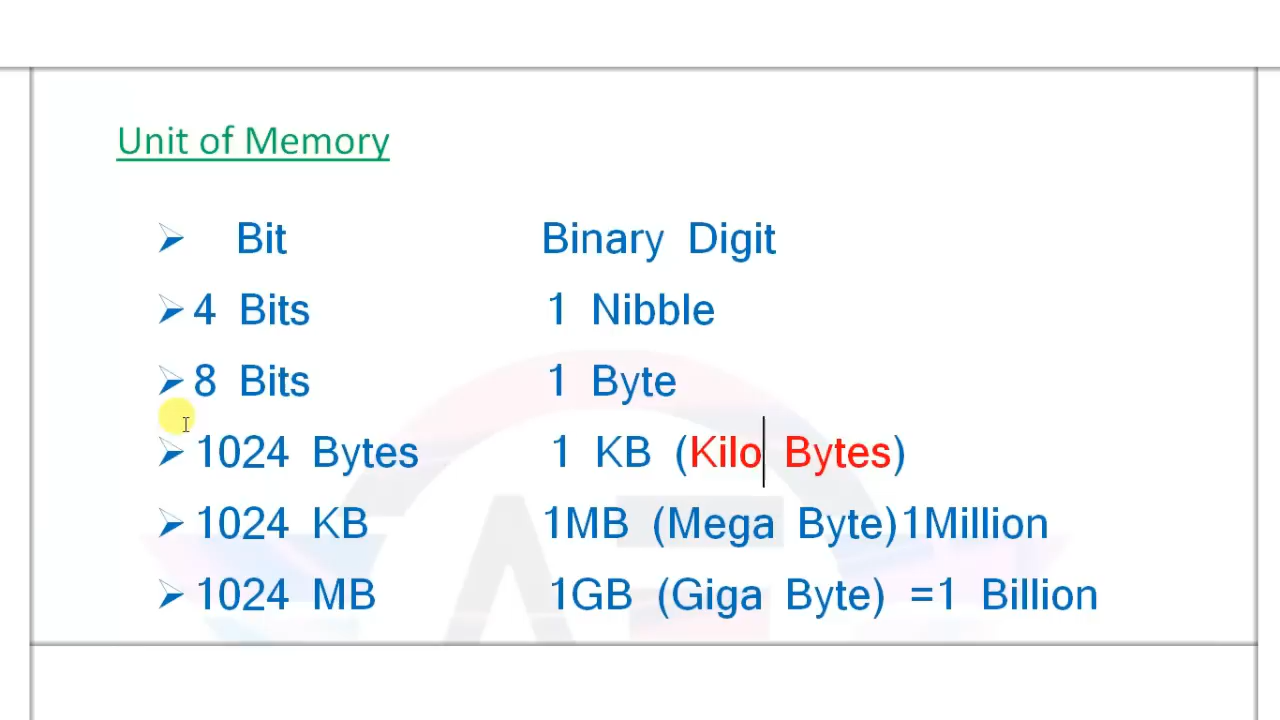 Unit of Memory
➢ Bit Binary Digit
➢ 4 Bits 1 Nibble
➢ 8 Bits 1 Byte
➢ 1024 Bytes 1 KB (Kilo Bytes)
➢ 1024 KB 1MB (Mega Byte)1Million
➢ 1024 MB 1GB (Giga Byte) =1 Billion